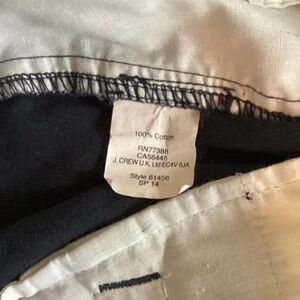 100% Cotton
RN77388
CA56445
J. CREW U.K. Ltd EC4V 6JA
Style 61456
SP 14